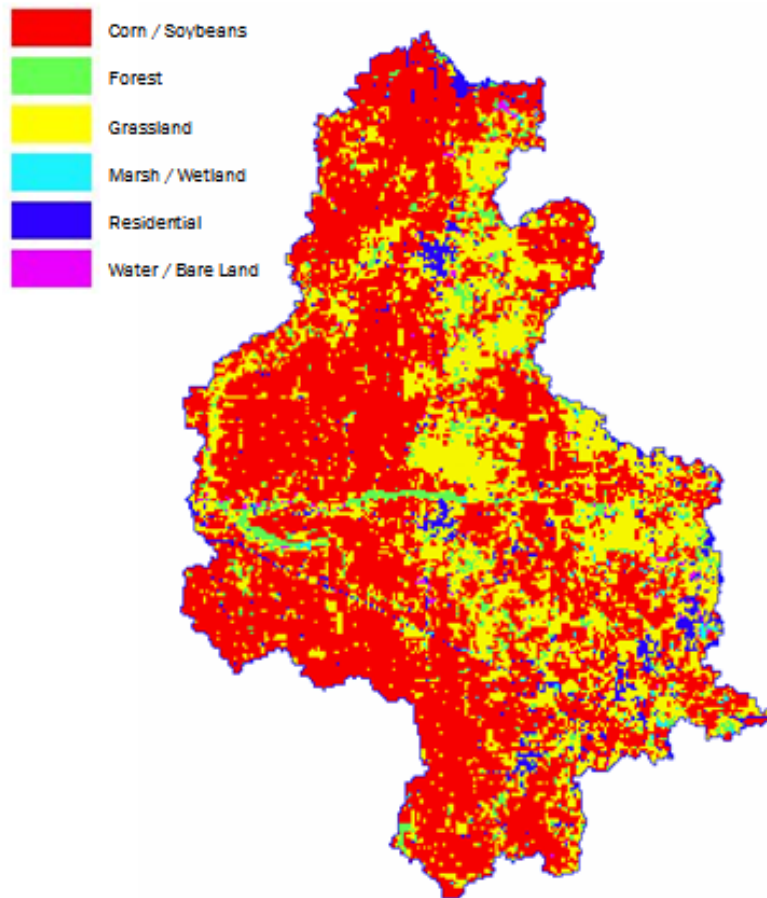 Corn / Soybeans
Forest
Grassland
Marsh / Wetland
Residential
Water / Bare Land